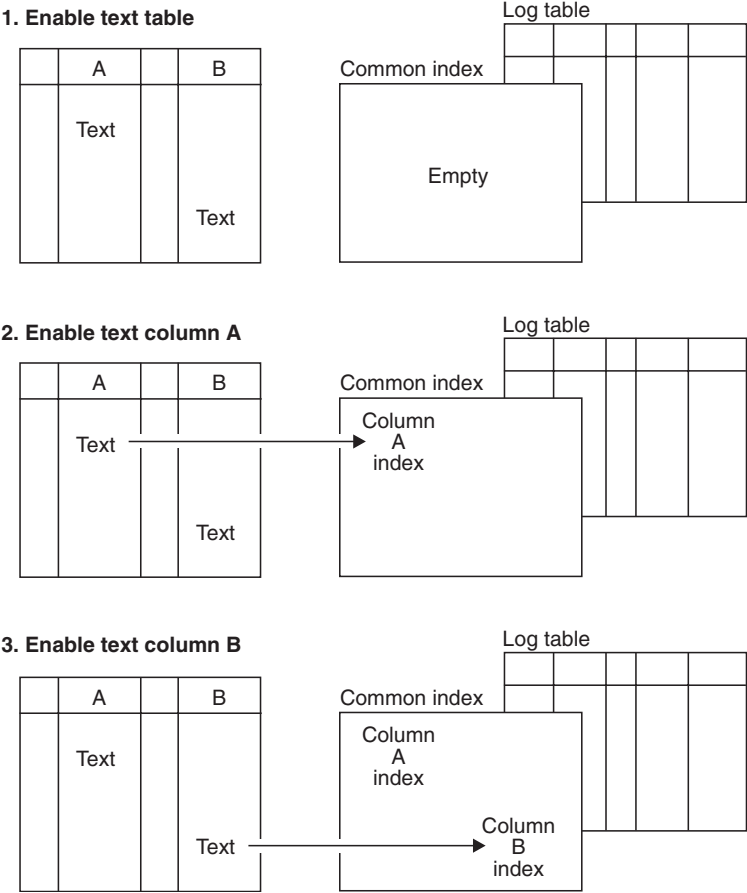 1. Enable text table
Log table
A B
Common index
Text
Empty
Text
2. Enable text column A
Log table
A B
Common index
Column
A
index
Text
Text
3. Enable text column B
Log table
A B
Common index
Column
A
index
Text
Column
B
index
Text